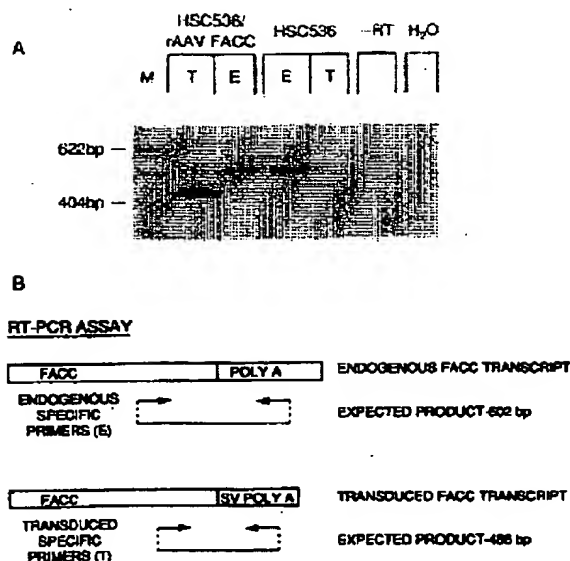 A
HSC536/ rAAV FACC HSC536 -RT H₂O
M T E E T
622bp
404bp
B
RT-PCR ASSAY
FACC POLY A ENDOGENOUS FACC TRANSCRIPT
ENDOGENOUS SPECIFIC PRIMERS (E) EXPECTED PRODUCT-602 bp
FACC SV POLY A TRANSDUCED FACC TRANSCRIPT
TRANSDUCED SPECIFIC PRIMERS (T) EXPECTED PRODUCT-486 bp